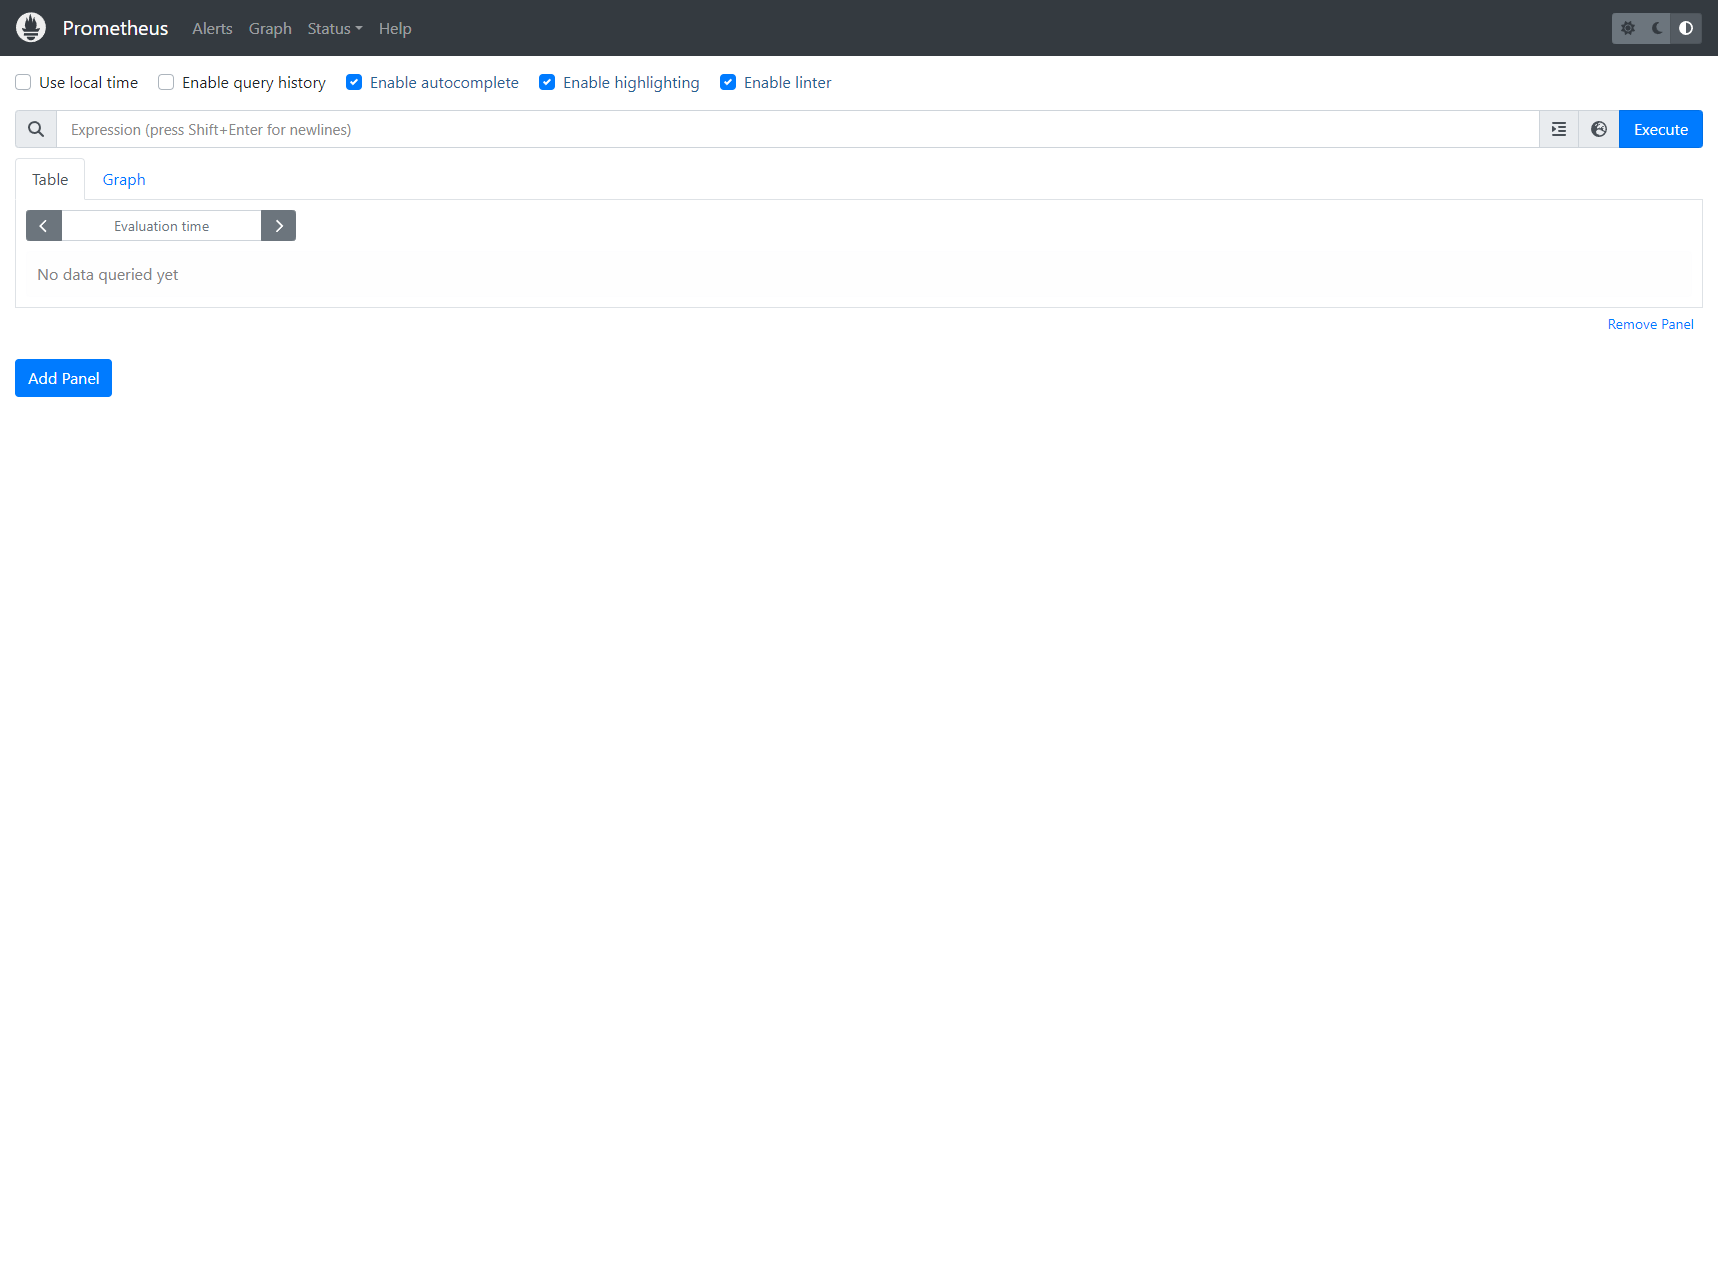 Prometheus Alerts Graph Status Help
Use local time Enable query history Enable autocomplete Enable highlighting Enable linter
Expression (press Shift+Enter for newlines) Execute
Table Graph
Evaluation time
No data queried yet
Remove Panel
Add Panel